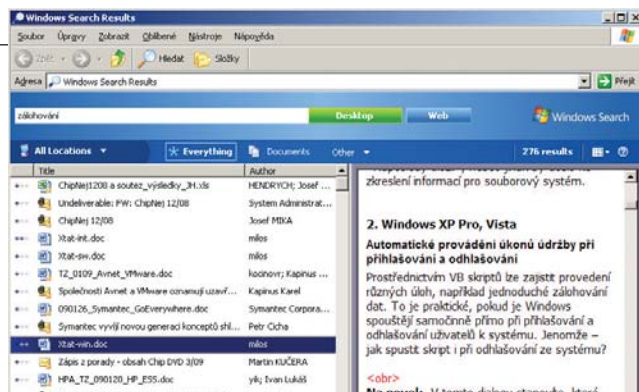 Windows Search Results
Soubor Úpravy Zobrazit Oblíbené Nástroje Nápověda
Zpět Hledat Složky
Adresa Windows Search Results Přejít
zálohování Desktop Web Windows Search
All Locations Everything Documents Other 276 results
Title Author
ChipNej1208 a soutez_výsledky_JH.xls HENDRYCH; Josef ...
Undeliverable: FW: ChipNej 12/08 System Administrat...
ChipNej 12/08 Josef MIKA
Xtat-int.doc milos
Xtat-sw.doc milos
TZ_0109_Avnet_VMware.doc kocinovr; Kapinus ...
Společnosti Avnet a VMware oznamují uzavř... Kapinus Karel
090126_Symantec_GoEverywhere.doc Symantec Corpora...
Symantec vyvíjí novou generaci konceptů shl... Petr Cicha
Xtat-win.doc milos
Zápis z porady - obsah Chip DVD 3/09 Martin KUČERA
HPA_TZ_090120_HP_ESS.doc yik; Ivan Lukáš
zkreslení informací pro souborový systém.
2. Windows XP Pro, Vista
Automatické provádění úkonů údržby při
přihlašování a odhlašování
Prostřednictvím VB skriptů lze zajistit provedení
různých úloh, například jednoduché zálohování
dat. To je praktické, pokud je Windows
spouštějí samočinně přímo při přihlašování a
odhlašování uživatelů k systému. Jenomže –
jak spustit skript i při odhlašování ze systému?
<obr>